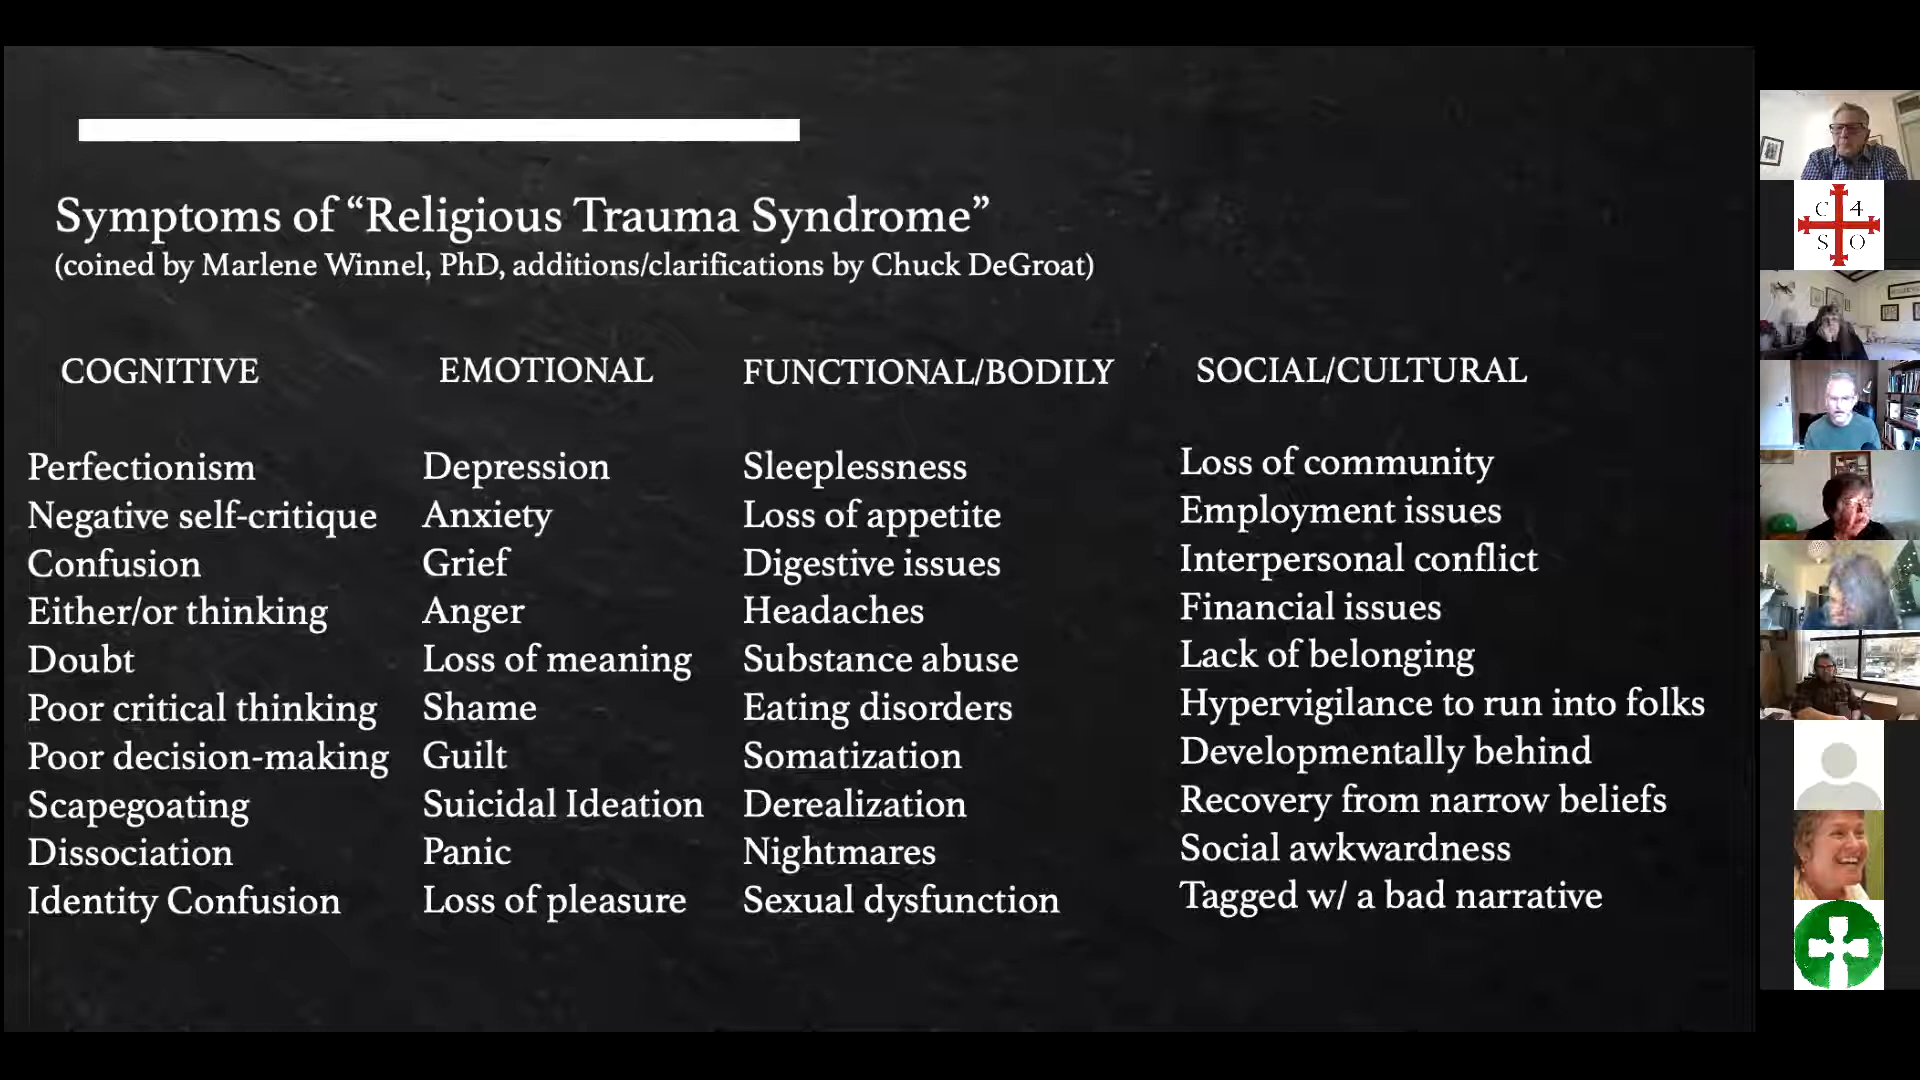 Symptoms of “Religious Trauma Syndrome”
(coined by Marlene Winnel, PhD, additions/clarifications by Chuck DeGroat)
COGNITIVE
Perfectionism
Negative self-critique
Confusion
Either/or thinking
Doubt
Poor critical thinking
Poor decision-making
Scapegoating
Dissociation
Identity Confusion
EMOTIONAL
Depression
Anxiety
Grief
Anger
Loss of meaning
Shame
Guilt
Suicidal Ideation
Panic
Loss of pleasure
FUNCTIONAL/BODILY
Sleeplessness
Loss of appetite
Digestive issues
Headaches
Substance abuse
Eating disorders
Somatization
Derealization
Nightmares
Sexual dysfunction
SOCIAL/CULTURAL
Loss of community
Employment issues
Interpersonal conflict
Financial issues
Lack of belonging
Hypervigilance to run into folks
Developmentally behind
Recovery from narrow beliefs
Social awkwardness
Tagged w/ a bad narrative
C 4
S O